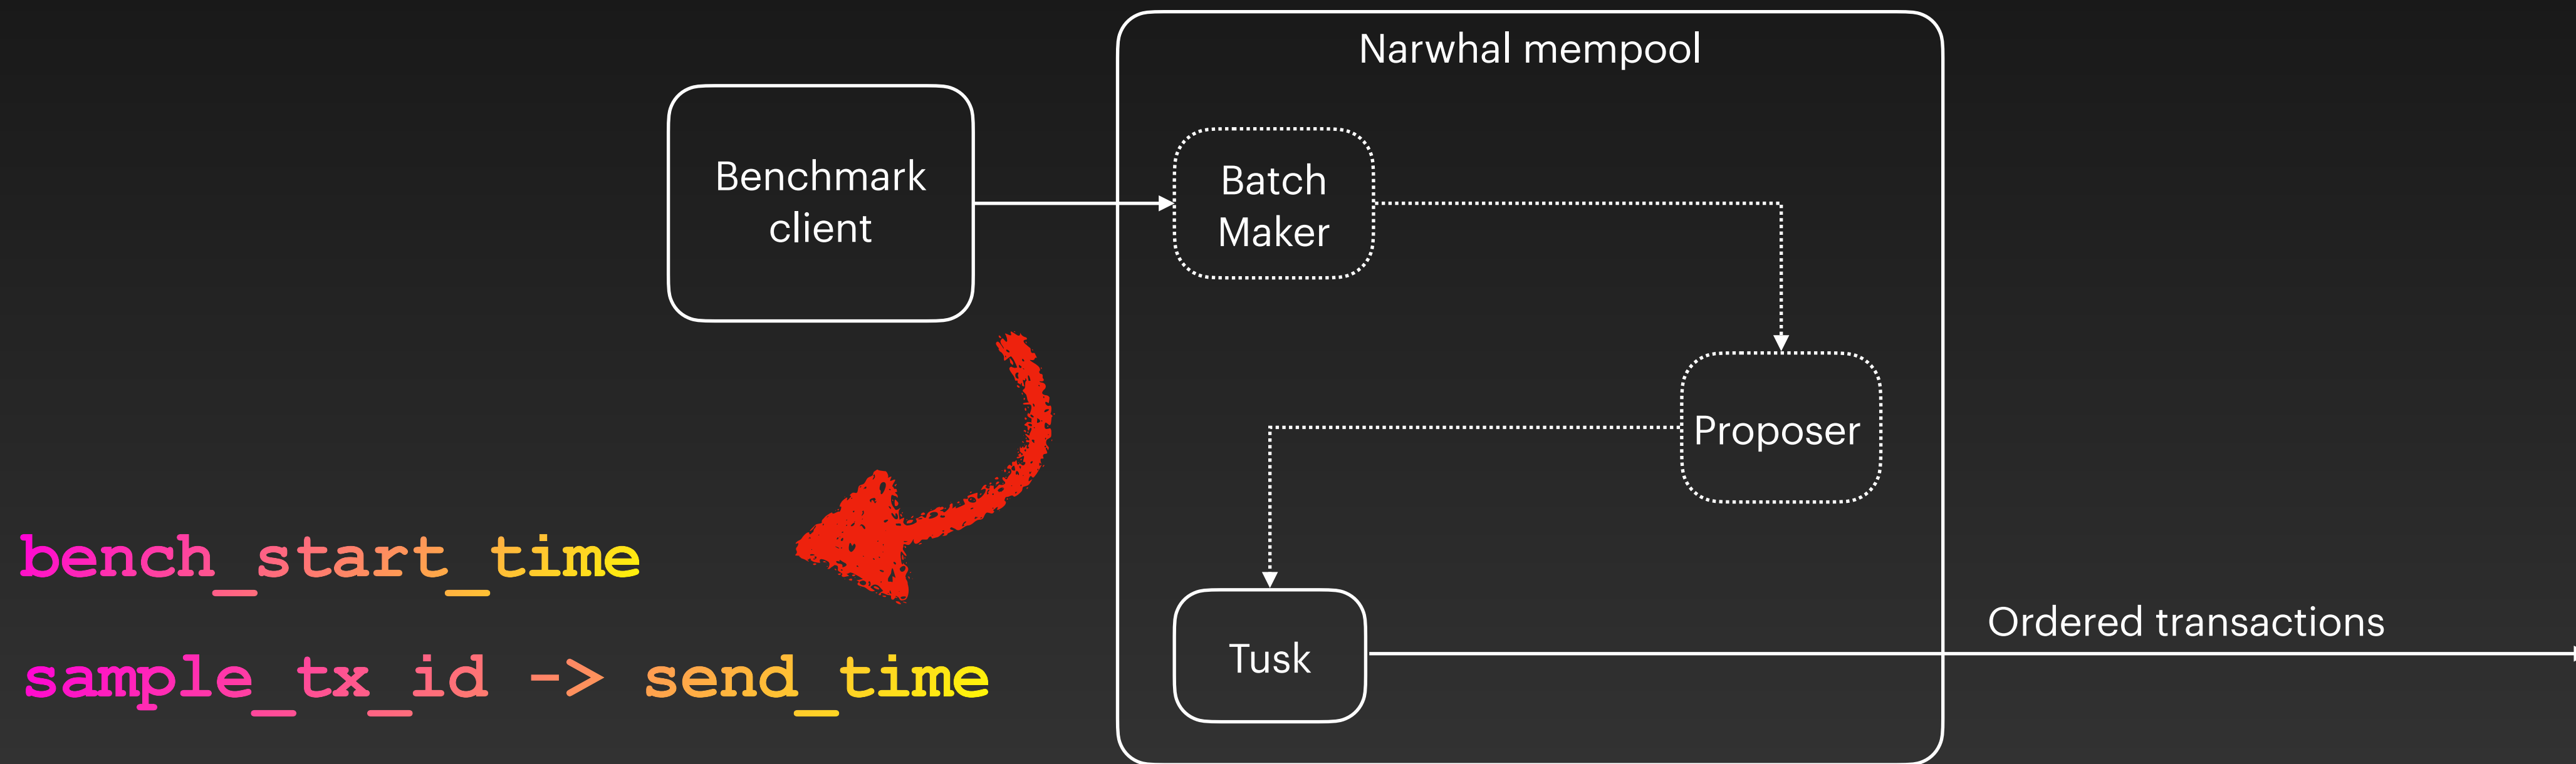 Narwhal mempool
Benchmark
client
Batch
Maker
Proposer
bench_start_time
sample_tx_id -> send_time
Tusk
Ordered transactions